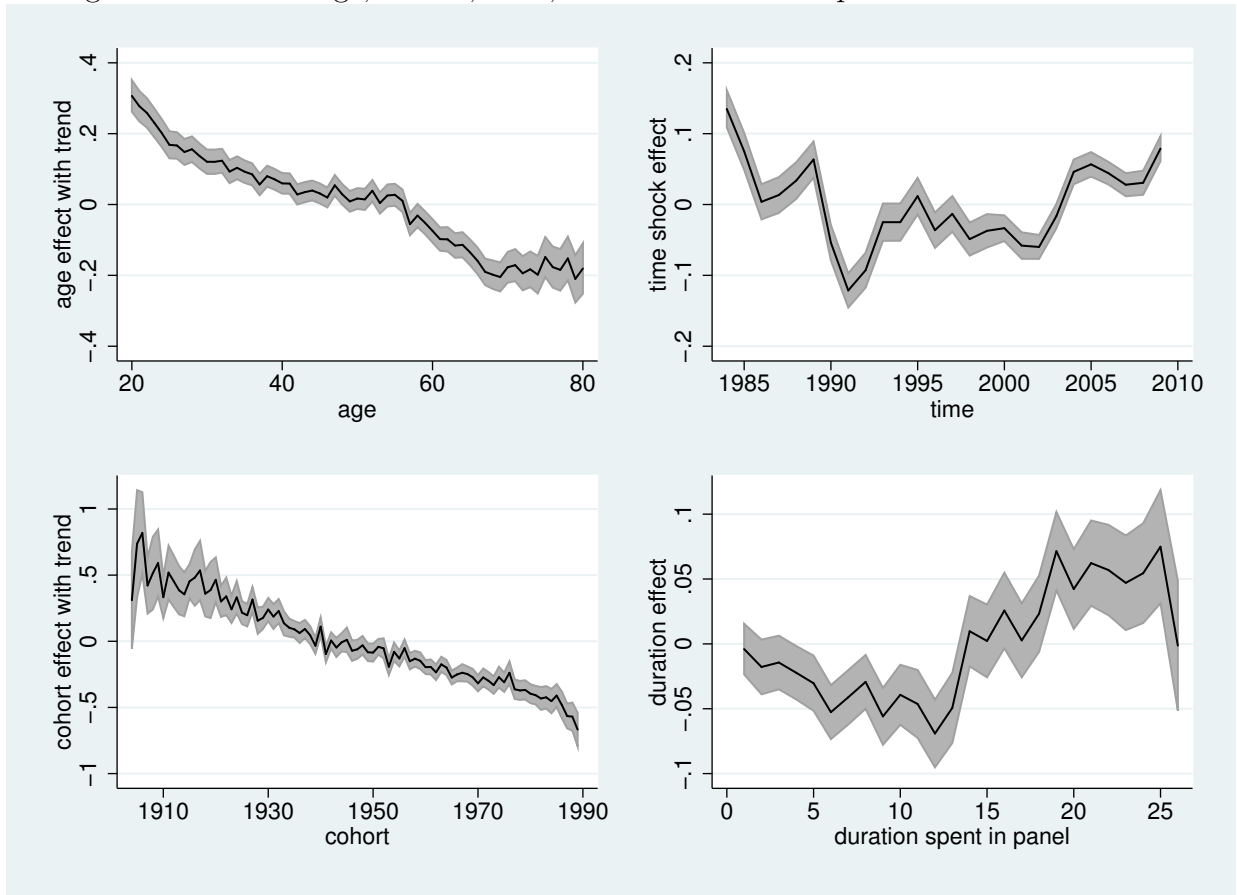 age effect with trend
.4
.2
0
−.2
−.4
20 40 60 80
age
time shock effect
.2
.1
0
−.1
−.2
1985 1990 1995 2000 2005 2010
time
cohort effect with trend
1
.5
0
−.5
−1
1910 1930 1950 1970 1990
cohort
duration effect
.1
.05
0
−.05
−.1
0 5 10 15 20 25
duration spent in panel